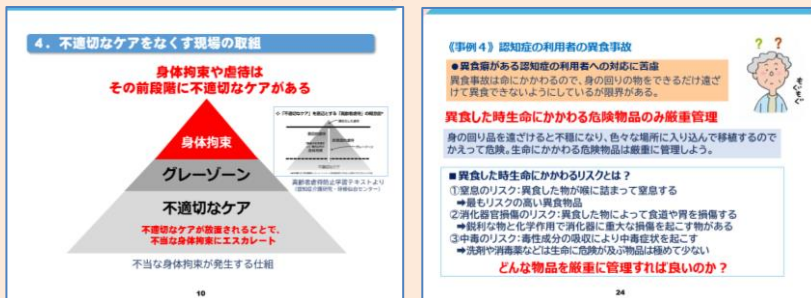 ４．不適切なケアをなくす現場の取組
身体拘束や虐待は
その前段階に不適切なケアがある
身体拘束
グレーゾーン
不適切なケア
不適切なケアが放置されることで、
不当な身体拘束にエスカレート
不当な身体拘束が発生する仕組
高齢者虐待防止学習テキストより
10
《事例４》認知症の利用者の異食事故
●異食癖がある認知症の利用者への対応に苦慮
異食事故は命にかかわるので、身の回りの物をできるだけ遠ざ
けて異食できないようにしているが限界がある。
？ ？
もぐもぐ
異食した時生命にかかわる危険物品のみ厳重管理
身の回り品を遠ざけると不穏になり、色々な場所に入り込んで移植するので
かえって危険。生命にかかわる危険物品は厳重に管理しよう。
■異食した時生命にかかわるリスクとは？
①窒息のリスク：異食した物が喉に詰まって窒息する
➡最もリスクの高い異食物品
②消化器官損傷のリスク：異食した物によって食道や胃を損傷する
➡鋭利な物と化学作用で消化器に重大な損傷を起こす物がある
③中毒のリスク：毒性成分の吸収により中毒症状を起こす
➡洗剤や消毒薬などは生命に危険が及ぶ物品は極めて少ない
どんな物品を厳重に管理すれば良いのか？
24